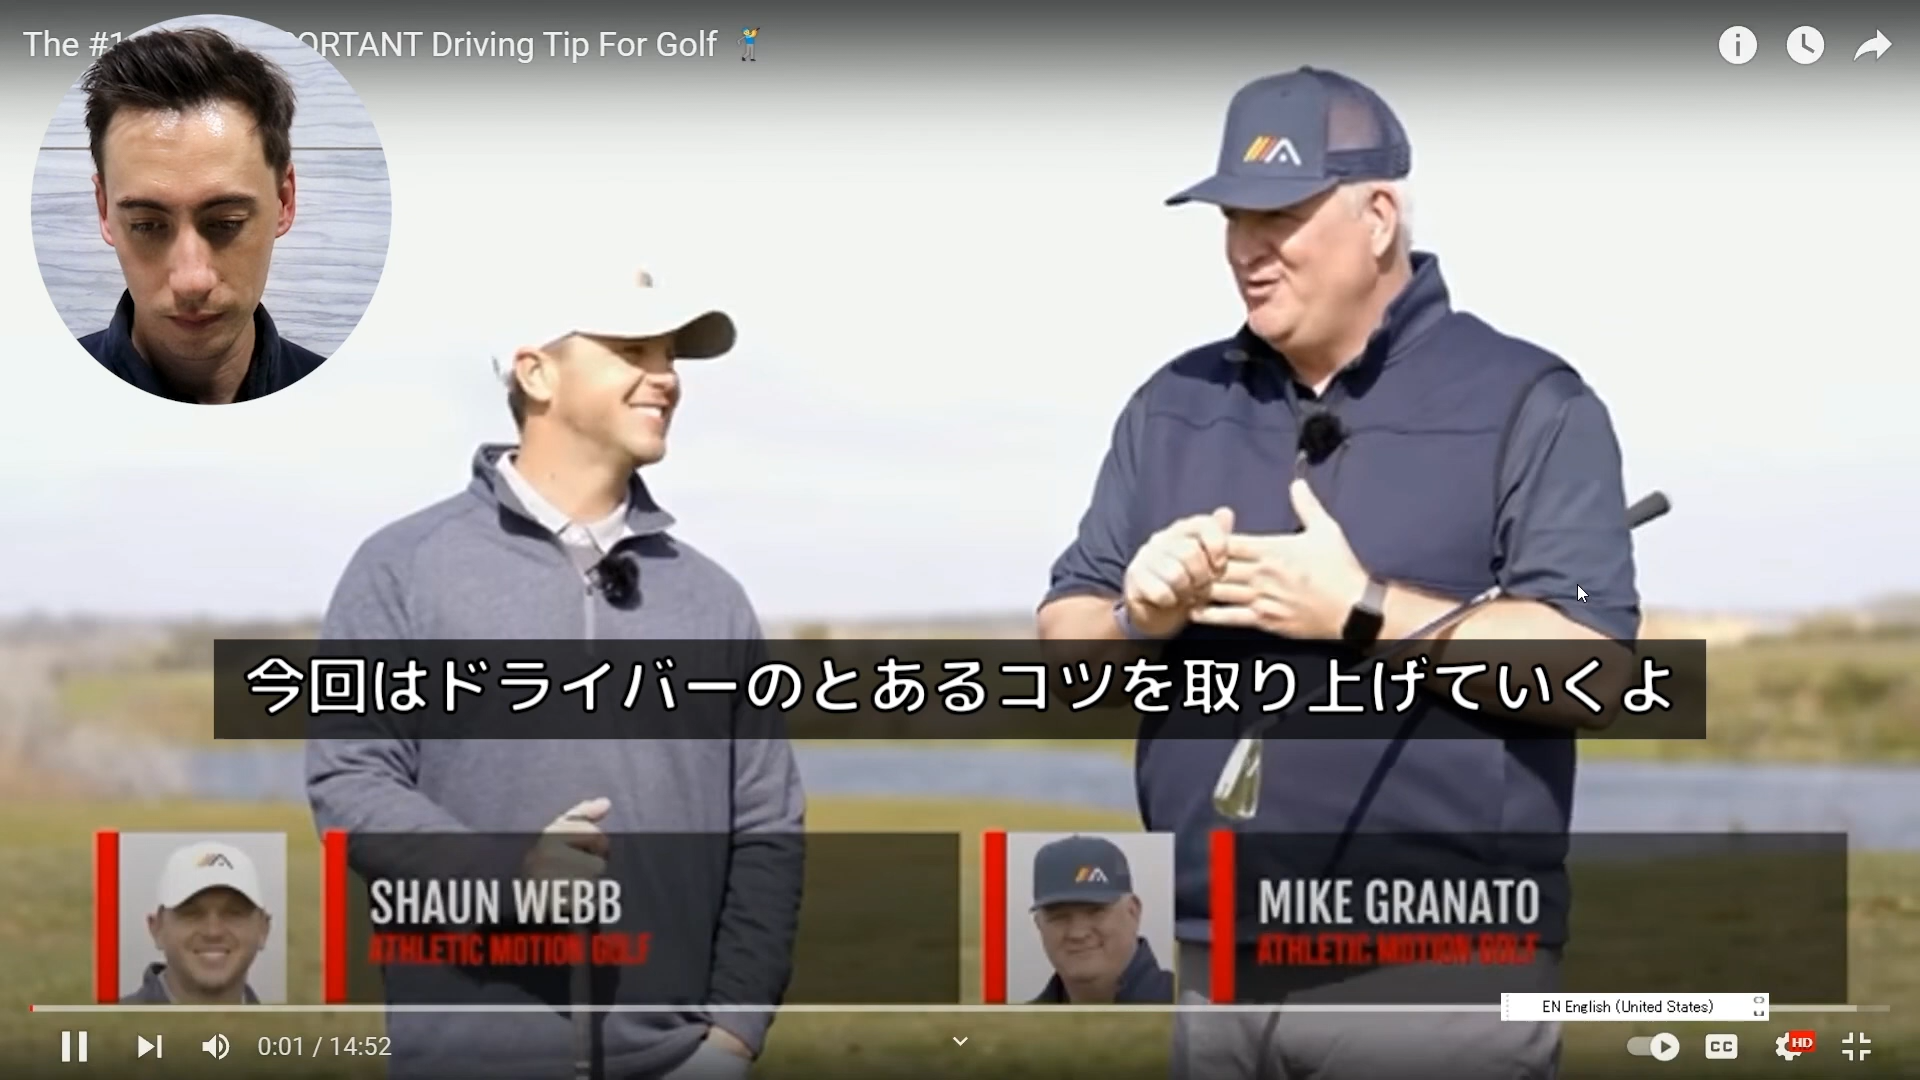 The #1 ORTANT Driving Tip For Golf
今回はドライバーのとあるコツを取り上げていくよ
SHAUN WEBB
ATHLETIC MOTION GOLF
MIKE GRANATO
ATHLETIC MOTION GOLF
EN English (United States)
0:01 / 14:52
CC
HD